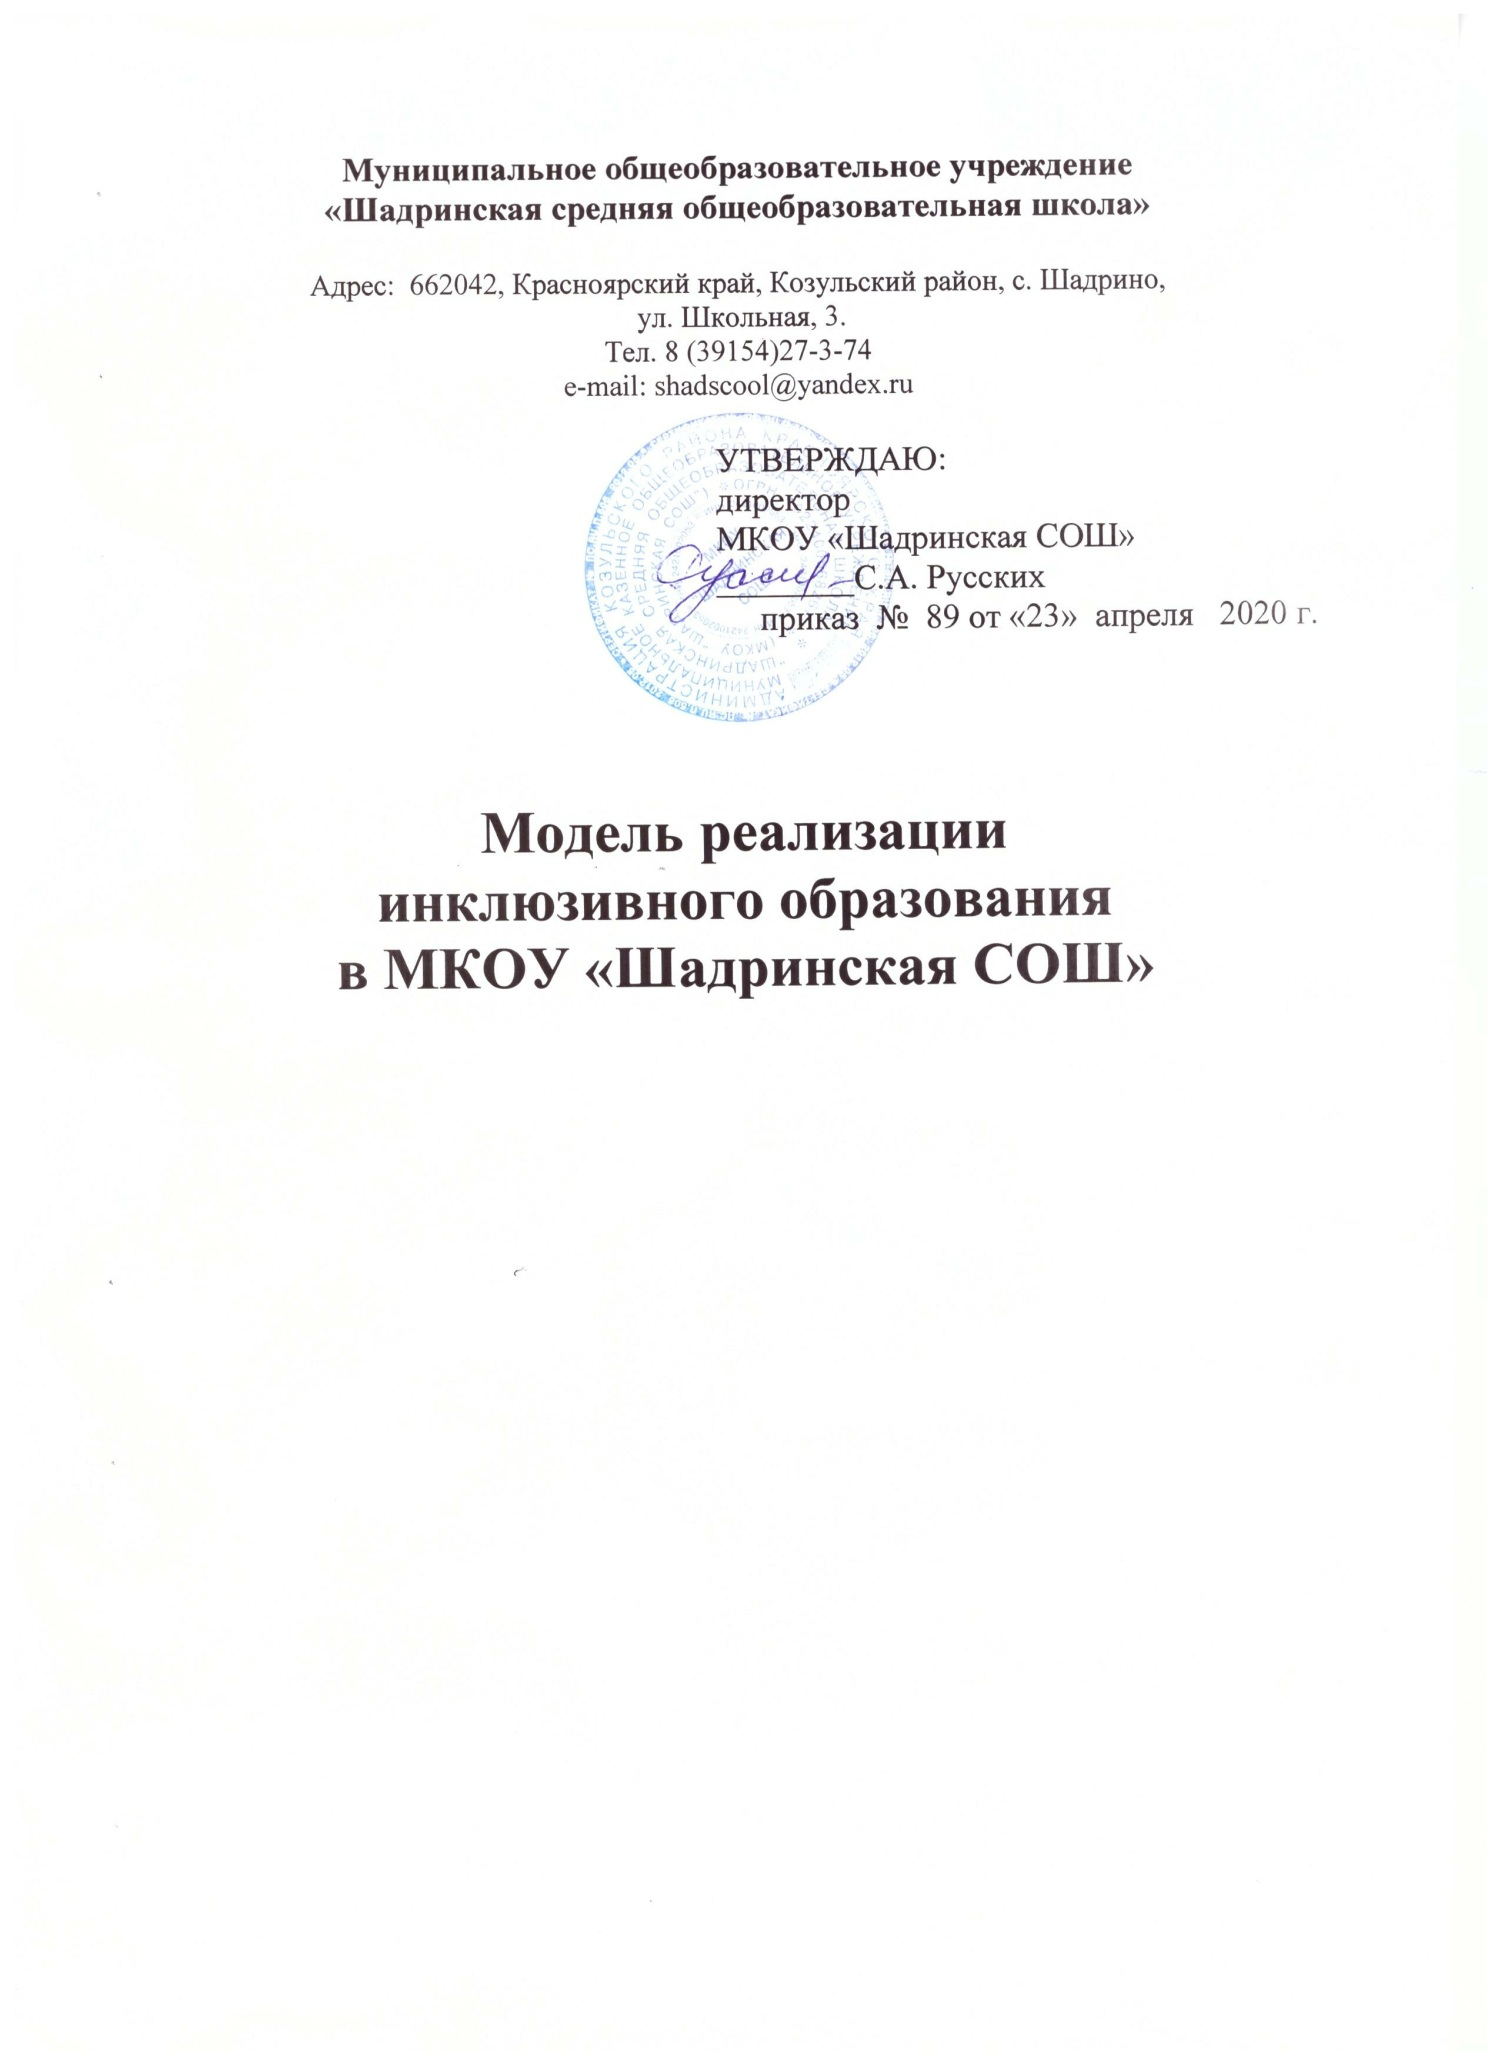 Муниципальное общеобразовательное учреждение
«Шадринская средняя общеобразовательная школа»
Адрес:  662042, Красноярский край, Козульский район, с. Шадрино,
ул. Школьная, 3.
Тел. 8 (39154)27-3-74
e-mail: shadscool@yandex.ru
УТВЕРЖДАЮ:
директор
МКОУ «Шадринская СОШ»
С.А. Русских
приказ  №  89 от «23»  апреля   2020 г.
Модель реализации
инклюзивного образования
в МКОУ «Шадринская СОШ»